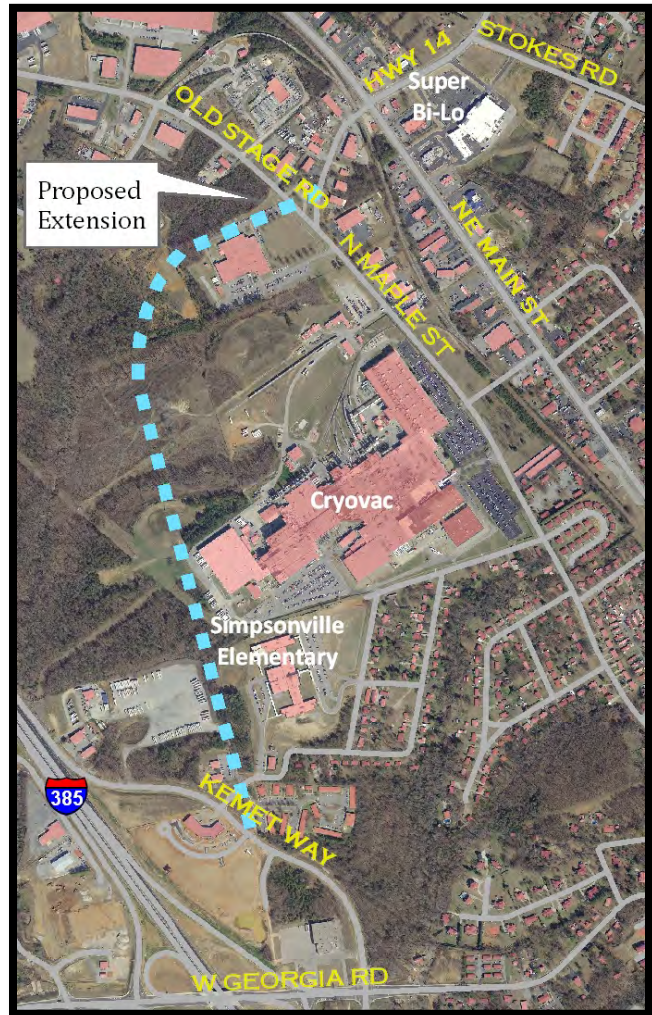 STOKES RD
HWY 14
Super
Bi-Lo
OLD STAGE RD
Proposed
Extension
NE MAIN ST
N MAPLE ST
Cryovac
Simpsonville
Elementary
385
KEMET WAY
W GEORGIA RD